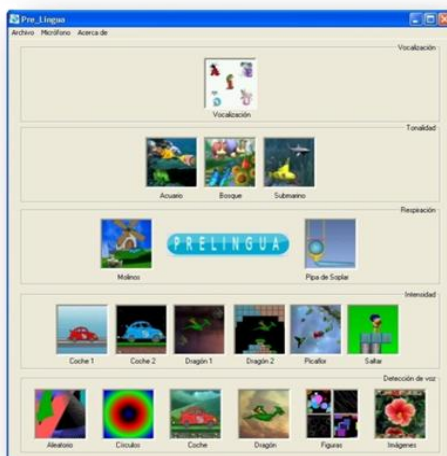 Pre_Lingua
Archivo Micrófono Acerca de
Vocalización
Vocalización
Tonalidad
Acuario Bosque Submarino
Respiración
PRELINGUA
Molinos Pipa de Soplar
Intensidad
Coche 1 Coche 2 Dragón 1 Dragón 2 Picaflor Saltar
Detección de voz
Aleatorio Círculos Coche Dragón Figuras Imágenes